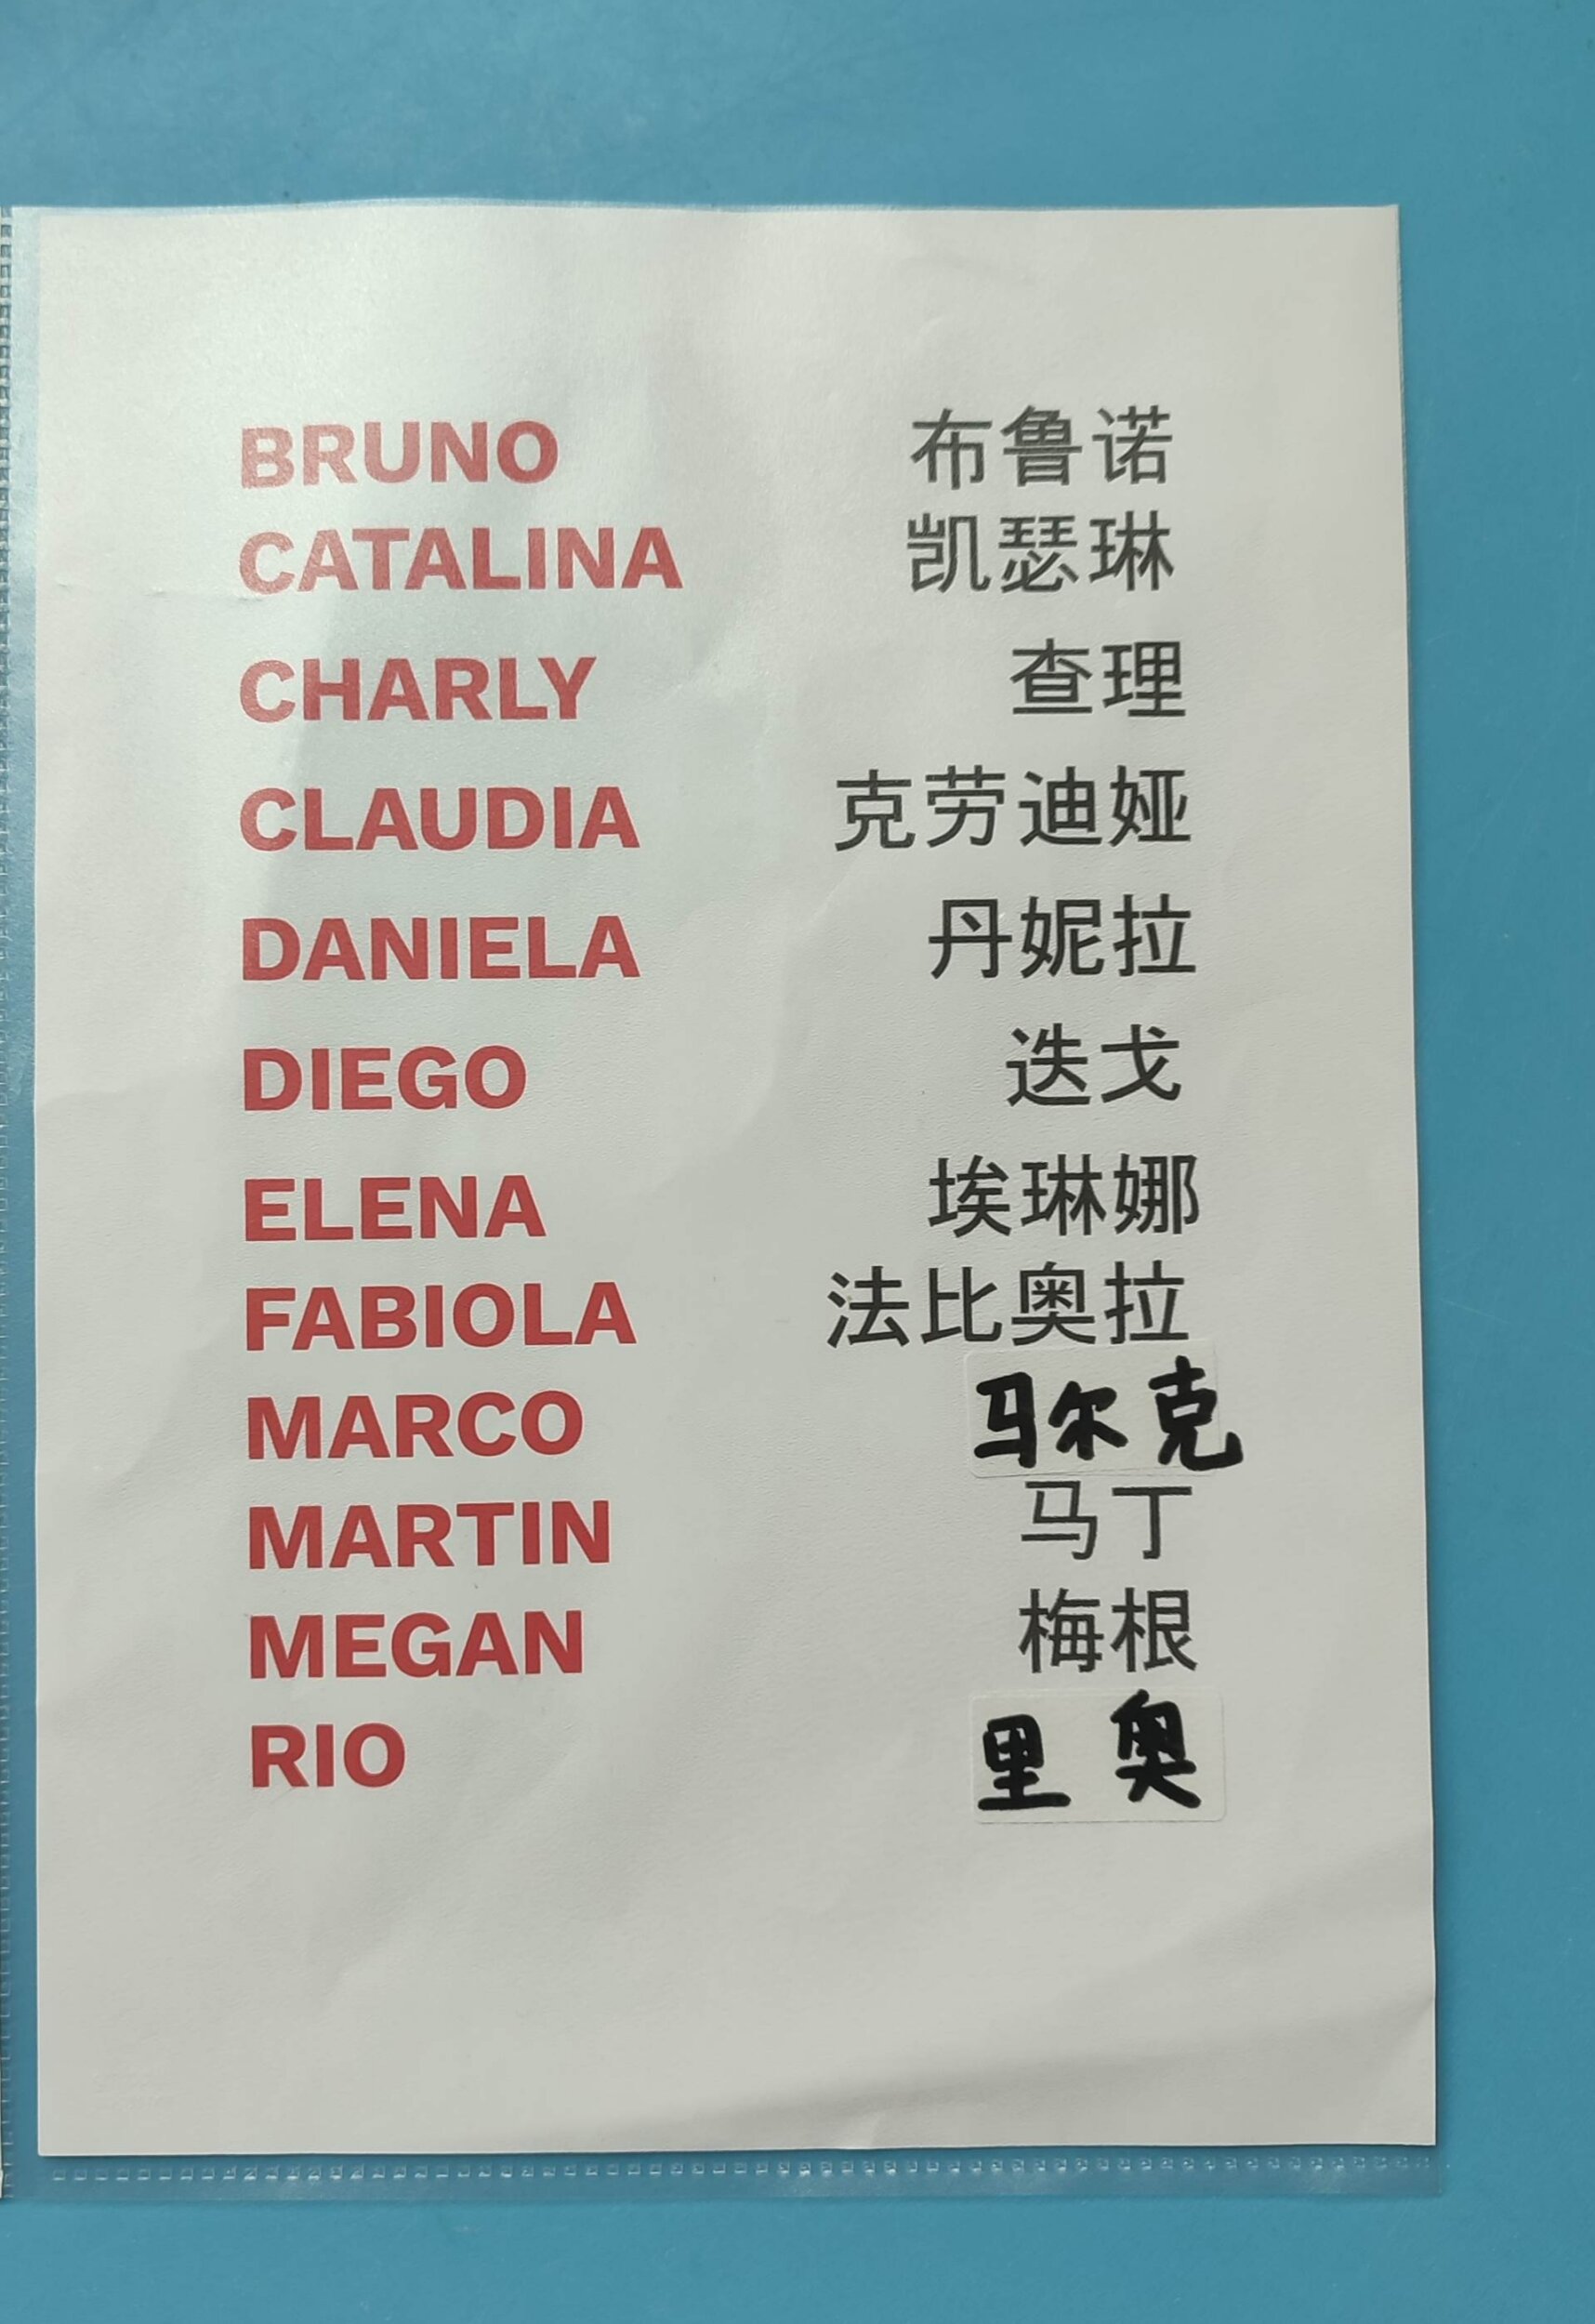 BRUNO 布鲁诺
CATALINA 凯瑟琳
CHARLY 查理
CLAUDIA 克劳迪娅
DANIELA 丹妮拉
DIEGO 迭戈
ELENA 埃琳娜
FABIOLA 法比奥拉
MARCO 马尔克
MARTIN 马丁
MEGAN 梅根
RIO 里奥